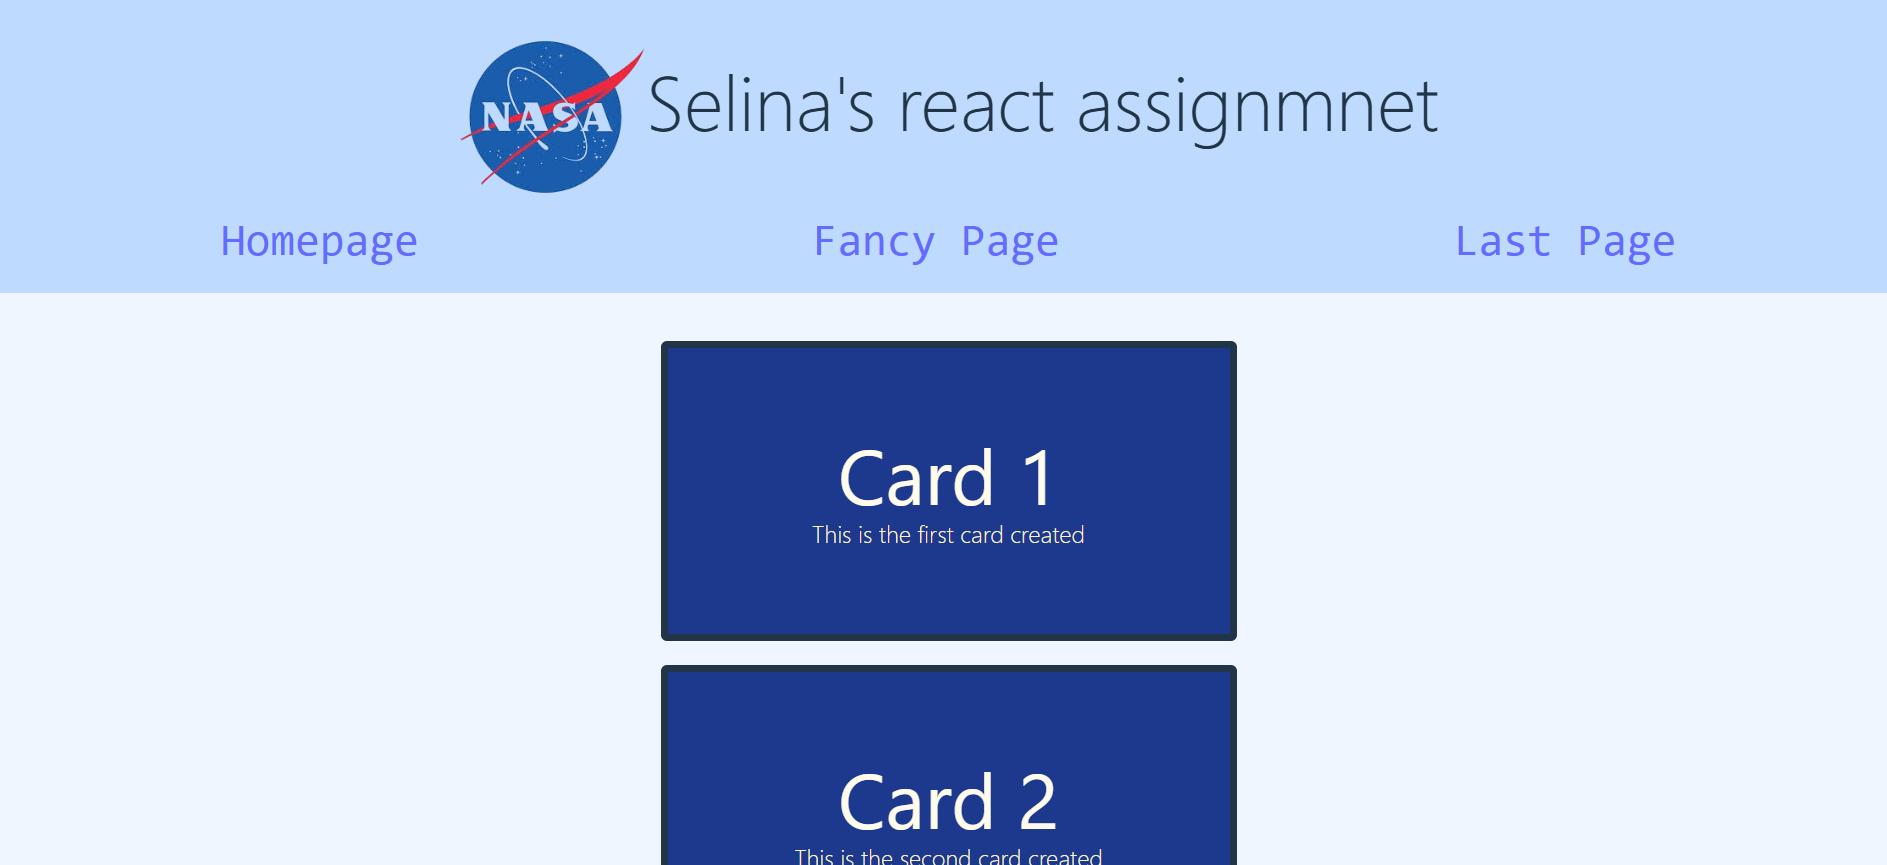 NASA
Selina's react assignmnet
Homepage
Fancy Page
Last Page
Card 1
This is the first card created
Card 2
This is the second card created